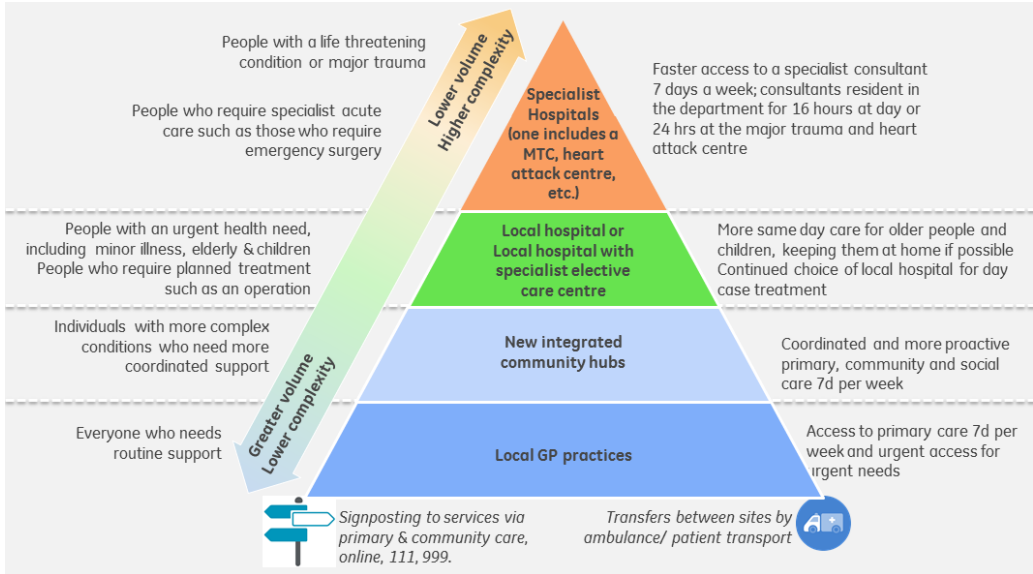 People with a life threatening
condition or major trauma
People who require specialist acute
care such as those who require
emergency surgery
Lower volume
Higher complexity
Specialist
Hospitals
(one includes a
MTC, heart
attack centre,
etc.)
Faster access to a specialist consultant
7 days a week; consultants resident in
the department for 16 hours at day or
24 hrs at the major trauma and heart
attack centre
People with an urgent health need,
including minor illness, elderly & children
People who require planned treatment
such as an operation
Local hospital or
Local hospital with
specialist elective
care centre
More same day care for older people and
children, keeping them at home if possible
Continued choice of local hospital for day
case treatment
Individuals with more complex
conditions who need more
coordinated support
New integrated
community hubs
Coordinated and more proactive
primary, community and social
care 7d per week
Greater volume
Lower complexity
Everyone who needs
routine support
Local GP practices
Access to primary care 7d per
week and urgent access for
urgent needs
Signposting to services via
primary & community care,
online, 111, 999.
Transfers between sites by
ambulance/ patient transport